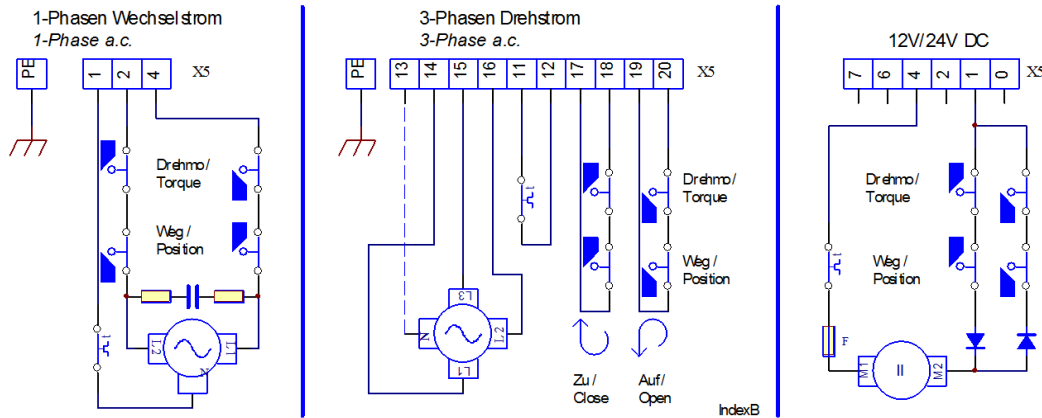 1-Phasen Wechselstrom
1-Phase a.c.
PE
1 2 4 X5
Drehmo/
Torque
Weg/
Position
t
L2 L1
N
3-Phasen Drehstrom
3-Phase a.c.
PE
13 14 15 16 11 12 17 18 19 20 X5
t
Drehmo/
Torque
Weg/
Position
L3
N L2
L1
Zu/
Close
Auf/
Open
IndexB
12V/24V DC
7 6 4 2 1 0 X5
Drehmo/
Torque
Weg/
Position
t
F
M1 II M2